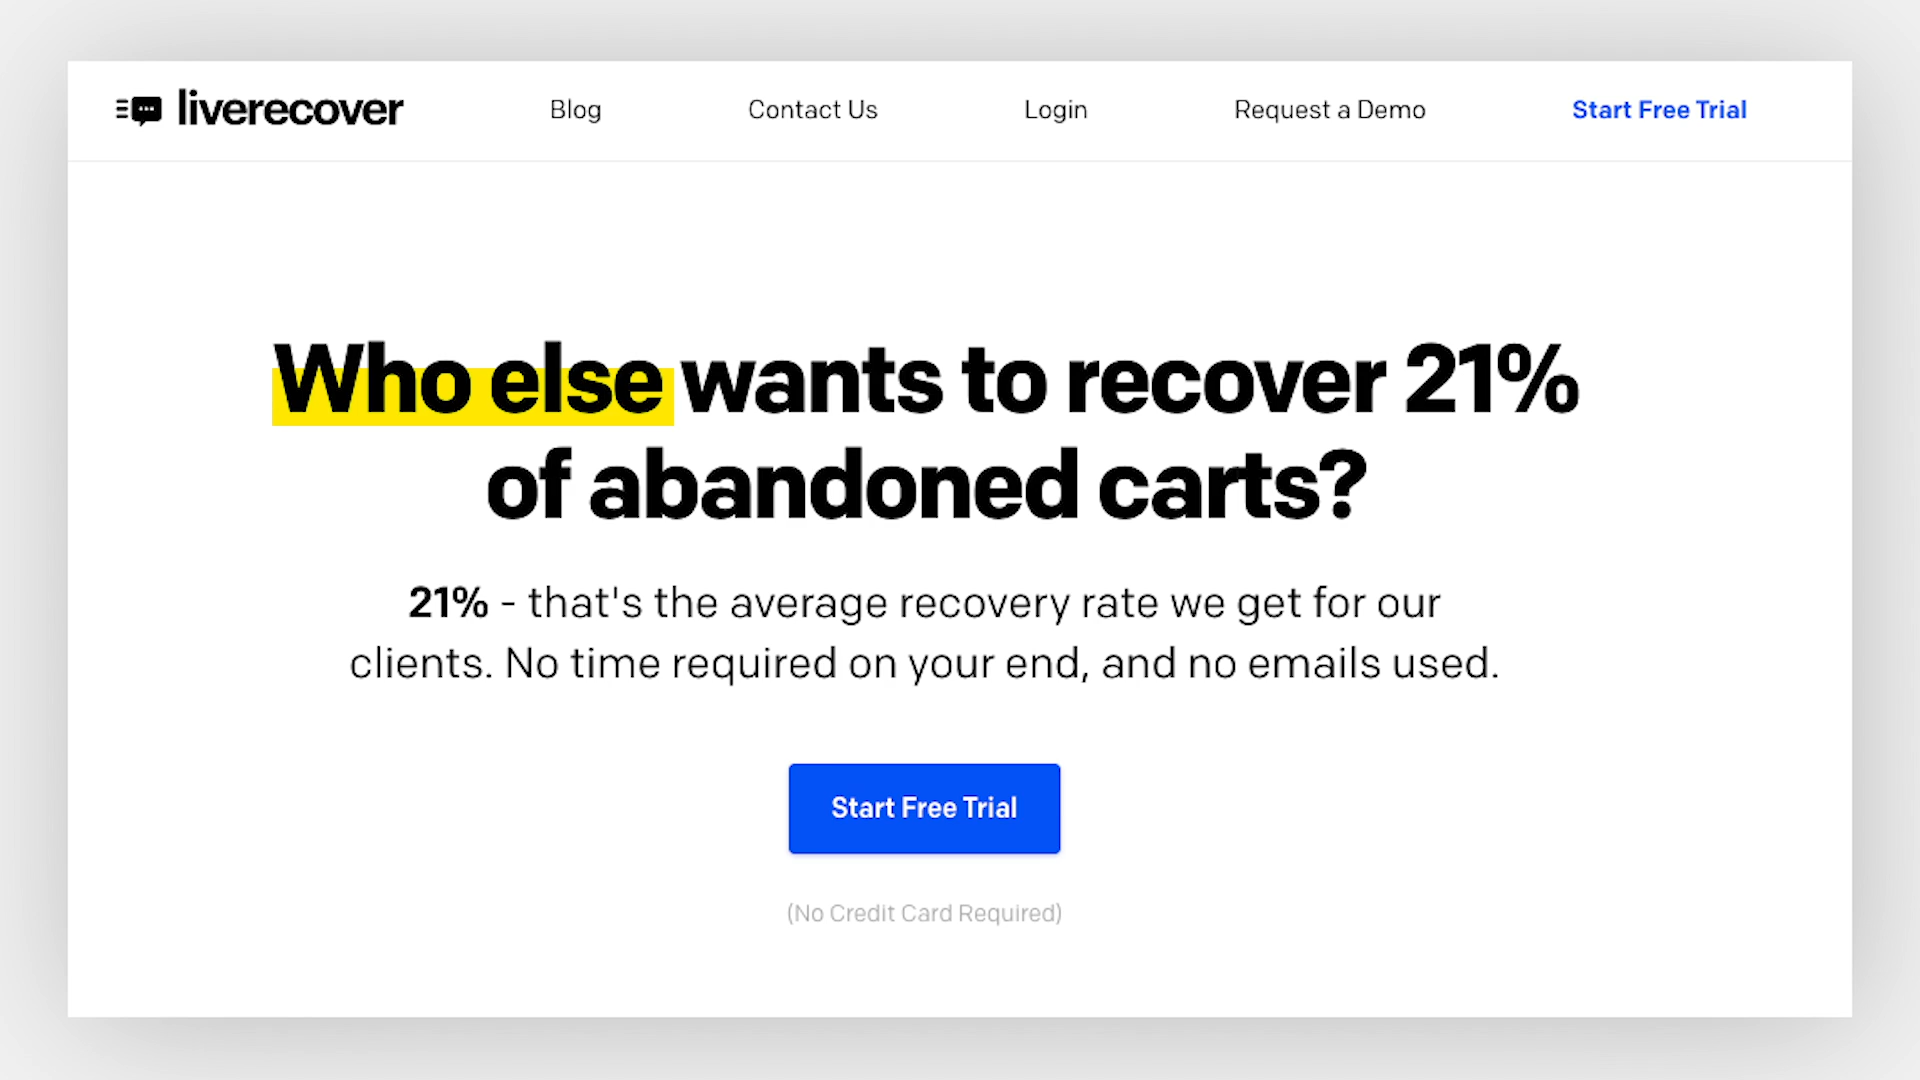 liverecover Blog Contact Us Login Request a Demo Start Free Trial
Who else wants to recover 21%
of abandoned carts?
21% - that's the average recovery rate we get for our
clients. No time required on your end, and no emails used.
Start Free Trial
(No Credit Card Required)